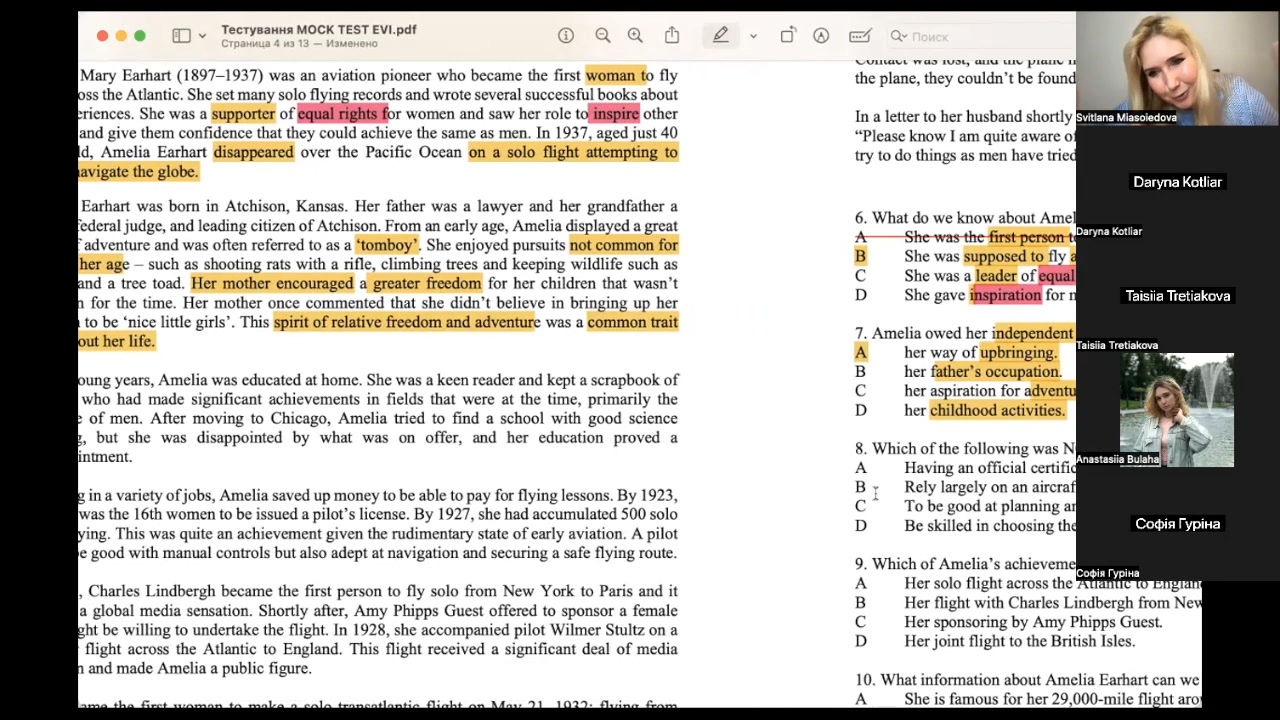 Тестування MOCK TEST EVI.pdf
Страница 4 из 13 — Изменено
Поиск
Mary Earhart (1897–1937) was an aviation pioneer who became the first woman to fly
oss the Atlantic. She set many solo flying records and wrote several successful books about
eriences. She was a supporter of equal rights for women and saw her role to inspire other
and give them confidence that they could achieve the same as men. In 1937, aged just 40
ld, Amelia Earhart disappeared over the Pacific Ocean on a solo flight attempting to
avigate the globe.
Earhart was born in Atchison, Kansas. Her father was a lawyer and her grandfather a
federal judge, and leading citizen of Atchison. From an early age, Amelia displayed a great
f adventure and was often referred to as a ‘tomboy’. She enjoyed pursuits not common for
her age – such as shooting rats with a rifle, climbing trees and keeping wildlife such as
and a tree toad. Her mother encouraged a greater freedom for her children that wasn’t
n for the time. Her mother once commented that she didn’t believe in bringing up her
to be ‘nice little girls’. This spirit of relative freedom and adventure was a common trait
out her life.
oung years, Amelia was educated at home. She was a keen reader and kept a scrapbook of
who had made significant achievements in fields that were at the time, primarily the
e of men. After moving to Chicago, Amelia tried to find a school with good science
g, but she was disappointed by what was on offer, and her education proved a
intment.
g in a variety of jobs, Amelia saved up money to be able to pay for flying lessons. By 1923,
was the 16th women to be issued a pilot’s license. By 1927, she had accumulated 500 solo
ying. This was quite an achievement given the rudimentary state of early aviation. A pilot
e good with manual controls but also adept at navigation and securing a safe flying route.
, Charles Lindbergh became the first person to fly solo from New York to Paris and it
a global media sensation. Shortly after, Amy Phipps Guest offered to sponsor a female
ght be willing to undertake the flight. In 1928, she accompanied pilot Wilmer Stultz on a
flight across the Atlantic to England. This flight received a significant deal of media
n and made Amelia a public figure.
ame the first woman to make a solo transatlantic flight on May 21, 1932; flying from
Contact was lost, and the plane
the plane, they couldn’t be found
In a letter to her husband shortly
“Please know I am quite aware of
try to do things as men have tried
6. What do we know about Amel
A She was the first person t
B She was supposed to fly a
C She was a leader of equal
D She gave inspiration for
7. Amelia owed her independent
A her way of upbringing.
B her father’s occupation.
C her aspiration for adventu
D her childhood activities.
8. Which of the following was N
A Having an official certific
B Rely largely on an aircraf
C To be good at planning an
D Be skilled in choosing the
9. Which of Amelia’s achieveme
A Her solo flight across the Atlantic to England
B Her flight with Charles Lindbergh from New
C Her sponsoring by Amy Phipps Guest.
D Her joint flight to the British Isles.
10. What information about Amelia Earhart can we
A She is famous for her 29,000-mile flight aro
Svitlana Miasoiedova
Daryna Kotliar
Daryna Kotliar
Taisiia Tretiakova
Taisiia Tretiakova
Anastasiia Bulaha
Софія Гуріна
Софія Гуріна